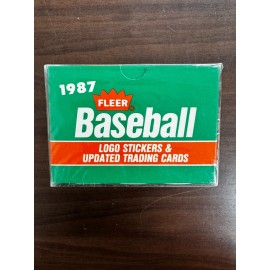 1987
FLEER
Baseball
LOGO STICKERS &
UPDATED TRADING CARDS